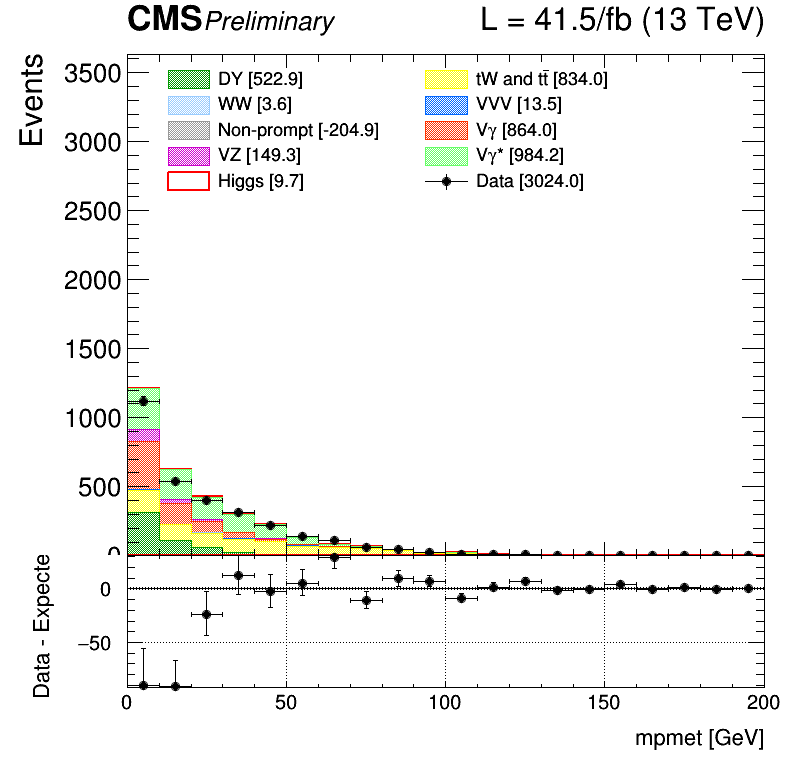 CMS Preliminary L = 41.5/fb (13 TeV)
Events
3500
3000
2500
2000
1500
1000
500
0
DY [522.9]
WW [3.6]
Non-prompt [-204.9]
VZ [149.3]
Higgs [9.7]
tW and tt̄ [834.0]
VVV [13.5]
Vγ [864.0]
Vγ* [984.2]
Data [3024.0]
Data - Expecte
0
−50
0 50 100 150 200
mpmet [GeV]